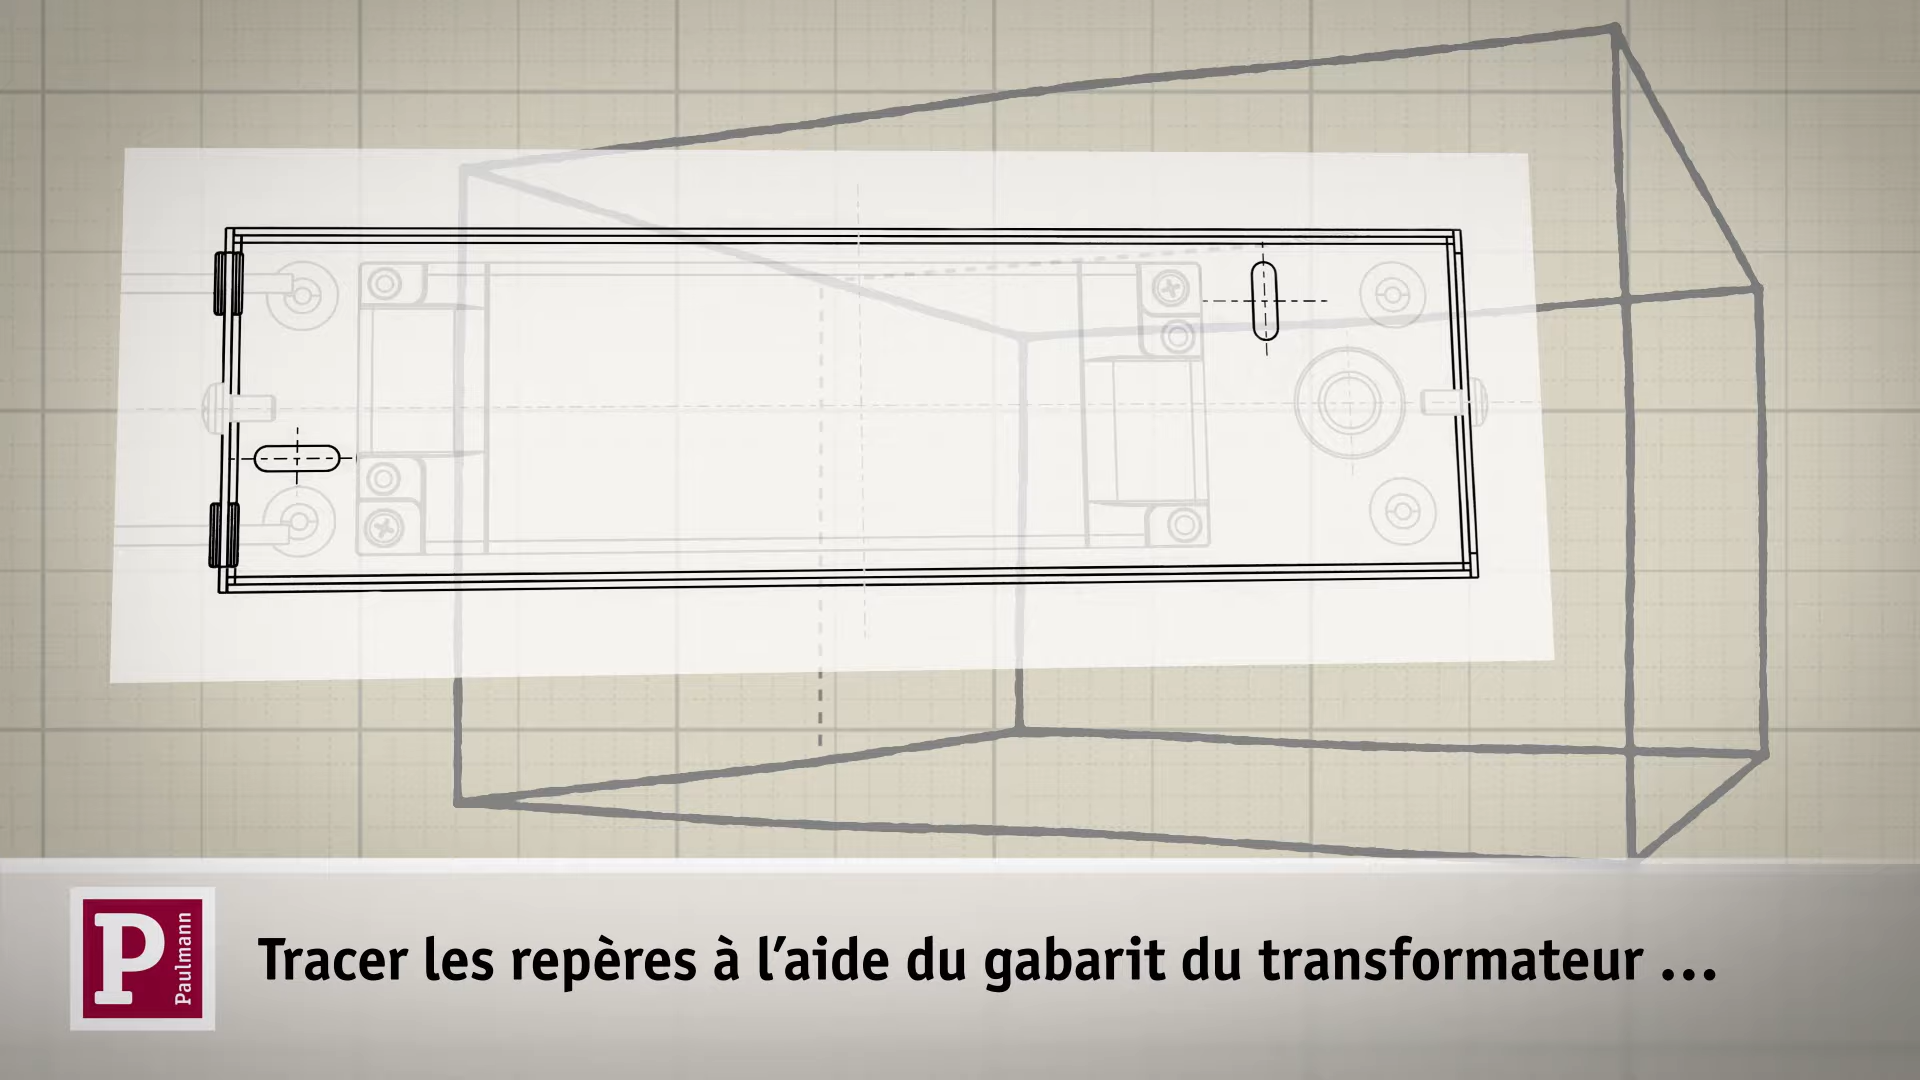 P
Paulmann
Tracer les repères à l’aide du gabarit du transformateur ...